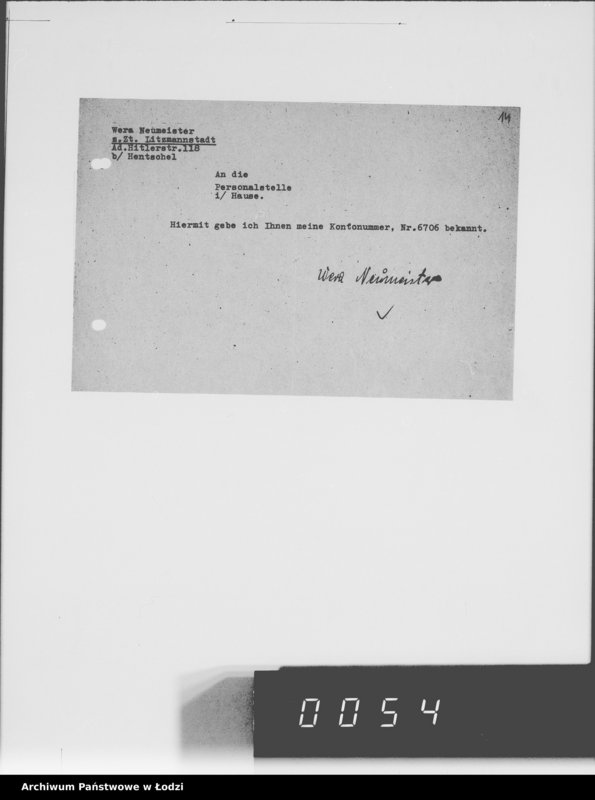 14
Wera Neumeister
z.Zt. Litzmannstadt
Ad.Hitlerstr.118
b/ Hentschel
An die
Personalstelle
i/ Hause.
Hiermit gebe ich Ihnen meine Kontonummer, Nr.6706 bekannt.
Wera Neumeister
0054
Archiwum Państwowe w Łodzi